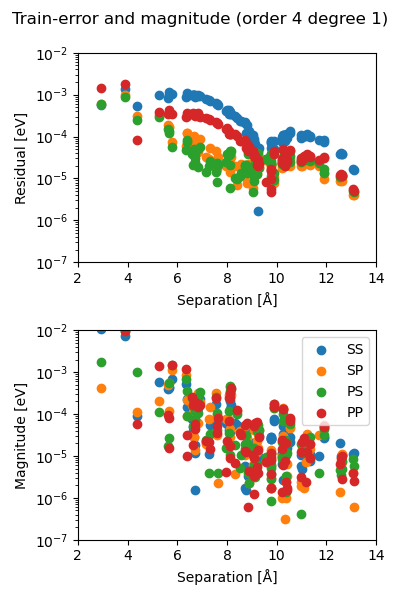 Train-error and magnitude (order 4 degree 1)
10⁻²
10⁻³
10⁻⁴
10⁻⁵
10⁻⁶
10⁻⁷
Residual [eV]
2 4 6 8 10 12 14
Separation [Å]
10⁻²
10⁻³
10⁻⁴
10⁻⁵
10⁻⁶
10⁻⁷
Magnitude [eV]
SS
SP
PS
PP
2 4 6 8 10 12 14
Separation [Å]